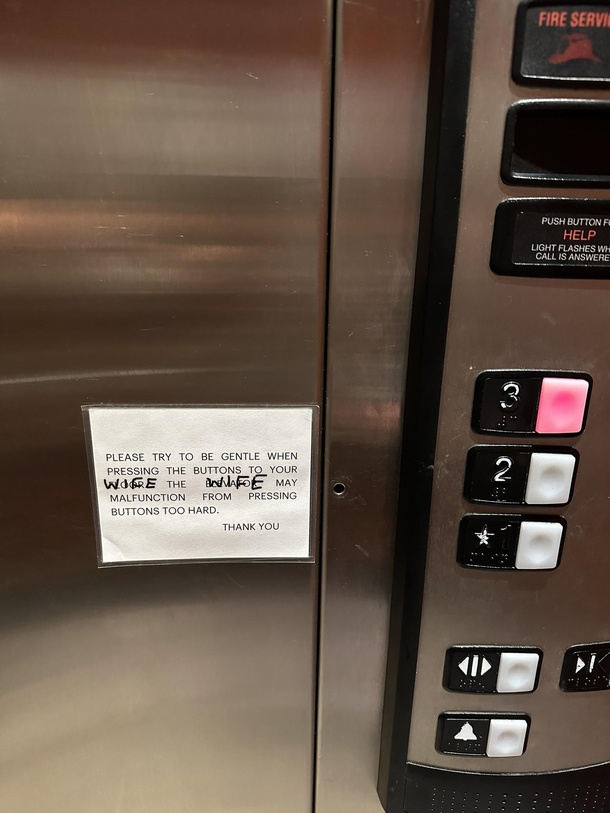 FIRE SERVI
PUSH BUTTON FO
HELP
LIGHT FLASHES WH
CALL IS ANSWERE
3
2
1
PLEASE TRY TO BE GENTLE WHEN
PRESSING THE BUTTONS TO YOUR
THE WIFE MAY
MALFUNCTION FROM PRESSING
BUTTONS TOO HARD.
THANK YOU